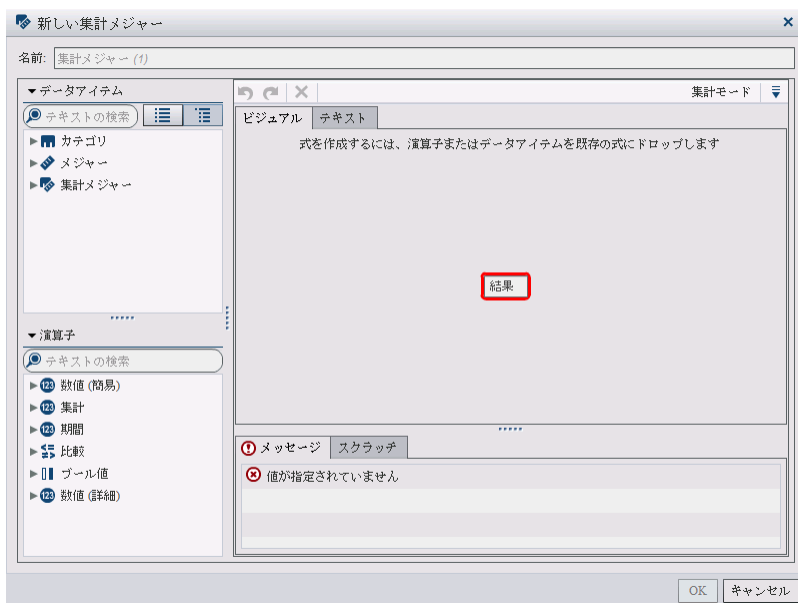 新しい集計メジャー
名前: 集計メジャー (1)
データアイテム
テキストの検索
カテゴリ
メジャー
集計メジャー
演算子
テキストの検索
数値 (簡易)
集計
期間
比較
ブール値
数値 (詳細)
集計モード
ビジュアル テキスト
式を作成するには、演算子またはデータアイテムを既存の式にドロップします
結果
メッセージ スクラッチ
値が指定されていません
OK キャンセル